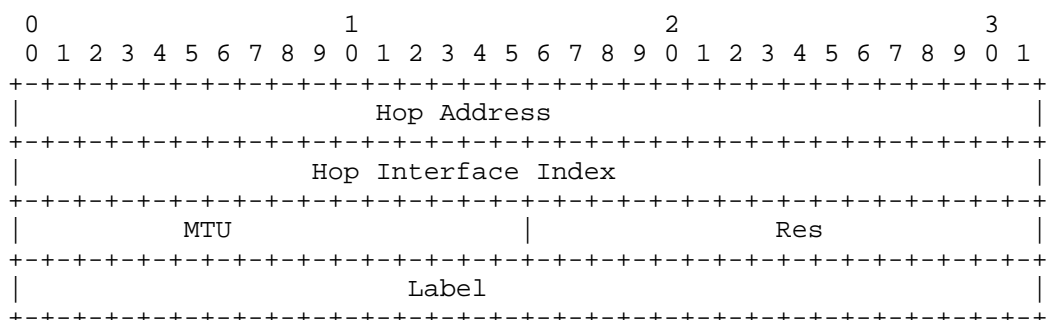 0                   1                   2                   3
 0 1 2 3 4 5 6 7 8 9 0 1 2 3 4 5 6 7 8 9 0 1 2 3 4 5 6 7 8 9 0 1
+-+-+-+-+-+-+-+-+-+-+-+-+-+-+-+-+-+-+-+-+-+-+-+-+-+-+-+-+-+-+-+-+
|                      Hop Address                              |
+-+-+-+-+-+-+-+-+-+-+-+-+-+-+-+-+-+-+-+-+-+-+-+-+-+-+-+-+-+-+-+-+
|                  Hop Interface Index                          |
+-+-+-+-+-+-+-+-+-+-+-+-+-+-+-+-+-+-+-+-+-+-+-+-+-+-+-+-+-+-+-+-+
|          MTU                  |               Res             |
+-+-+-+-+-+-+-+-+-+-+-+-+-+-+-+-+-+-+-+-+-+-+-+-+-+-+-+-+-+-+-+-+
|                        Label                                  |
+-+-+-+-+-+-+-+-+-+-+-+-+-+-+-+-+-+-+-+-+-+-+-+-+-+-+-+-+-+-+-+-+